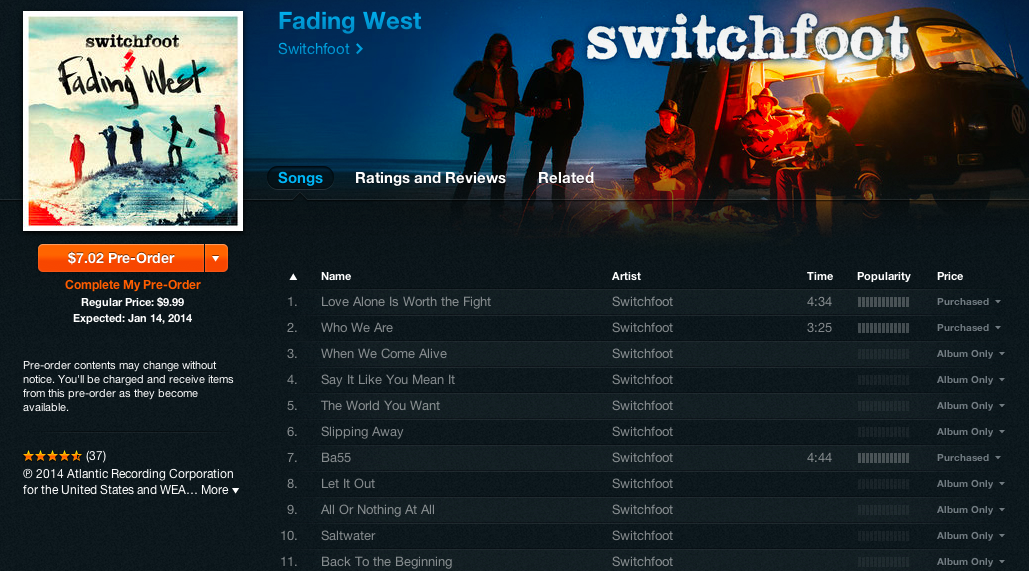 switchfoot
Fading West
Fading West
Switchfoot
switchfoot
Songs Ratings and Reviews Related
$7.02 Pre-Order
Complete My Pre-Order
Regular Price: $9.99
Expected: Jan 14, 2014
Pre-order contents may change without
notice. You'll be charged and receive items
from this pre-order as they become
available.
(37)
℗ 2014 Atlantic Recording Corporation
for the United States and WEA... More
Name Artist Time Popularity Price
1. Love Alone Is Worth the Fight Switchfoot 4:34 Purchased
2. Who We Are Switchfoot 3:25 Purchased
3. When We Come Alive Switchfoot Album Only
4. Say It Like You Mean It Switchfoot Album Only
5. The World You Want Switchfoot Album Only
6. Slipping Away Switchfoot Album Only
7. Ba55 Switchfoot 4:44 Purchased
8. Let It Out Switchfoot Album Only
9. All Or Nothing At All Switchfoot Album Only
10. Saltwater Switchfoot Album Only
11. Back To the Beginning Switchfoot Album Only